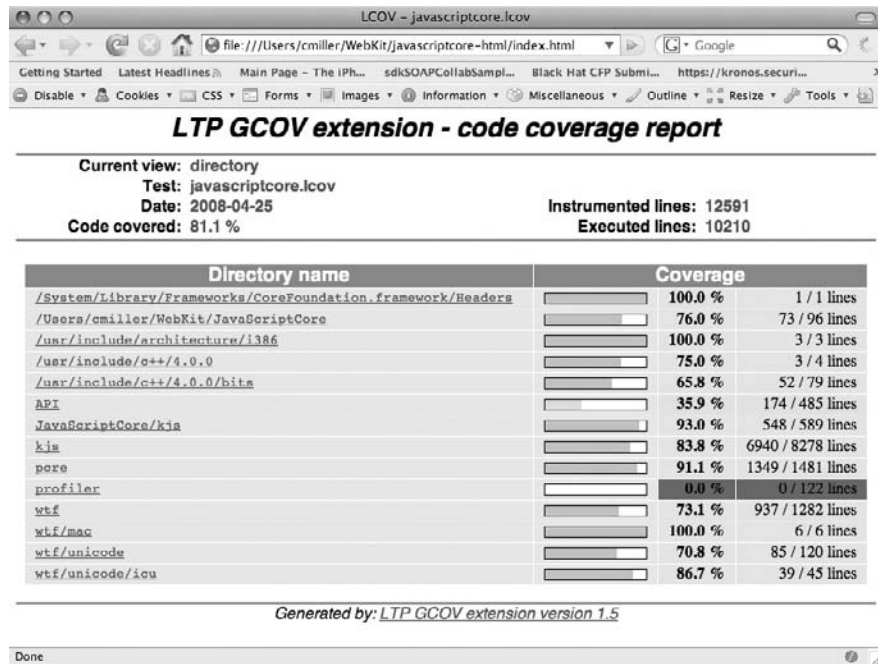 LCOV – javascriptcore.lcov
file:///Users/cmiller/WebKit/javascriptcore-html/index.html Google
Getting Started Latest Headlines Main Page – The iPh... sdkSOAPCollabSampl... Black Hat CFP Submi... https://kronos.securi...
Disable Cookies CSS Forms Images Information Miscellaneous Outline Resize Tools
LTP GCOV extension - code coverage report
Current view: directory
Test: javascriptcore.lcov
Date: 2008-04-25 Instrumented lines: 12591
Code covered: 81.1 % Executed lines: 10210
Directory name Coverage
/System/Library/Frameworks/CoreFoundation.framework/Headers 100.0 % 1 / 1 lines
/Users/cmiller/WebKit/JavaScriptCore 76.0 % 73 / 96 lines
/usr/include/architecture/i386 100.0 % 3 / 3 lines
/usr/include/c++/4.0.0 75.0 % 3 / 4 lines
/usr/include/c++/4.0.0/bits 65.8 % 52 / 79 lines
API 35.9 % 174 / 485 lines
JavaScriptCore/kjs 93.0 % 548 / 589 lines
kjs 83.8 % 6940 / 8278 lines
pcre 91.1 % 1349 / 1481 lines
profiler 0.0 % 0 / 122 lines
wtf 73.1 % 937 / 1282 lines
wtf/mac 100.0 % 6 / 6 lines
wtf/unicode 70.8 % 85 / 120 lines
wtf/unicode/icu 86.7 % 39 / 45 lines
Generated by: LTP GCOV extension version 1.5
Done